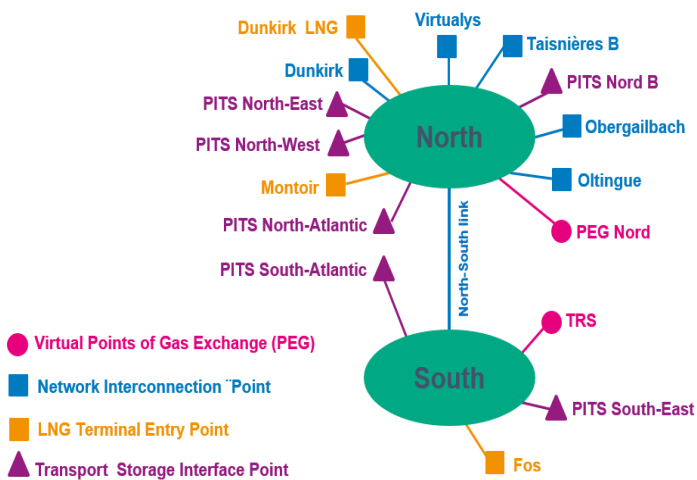 Dunkirk LNG
Virtualys
Taisnières B
Dunkirk
PITS Nord B
PITS North-East
Obergailbach
PITS North-West
North
Montoir
Oltingue
PITS North-Atlantic
PEG Nord
PITS South-Atlantic
North-South link
TRS
Virtual Points of Gas Exchange (PEG)
South
Network Interconnection ¨Point
PITS South-East
LNG Terminal Entry Point
Fos
Transport Storage Interface Point